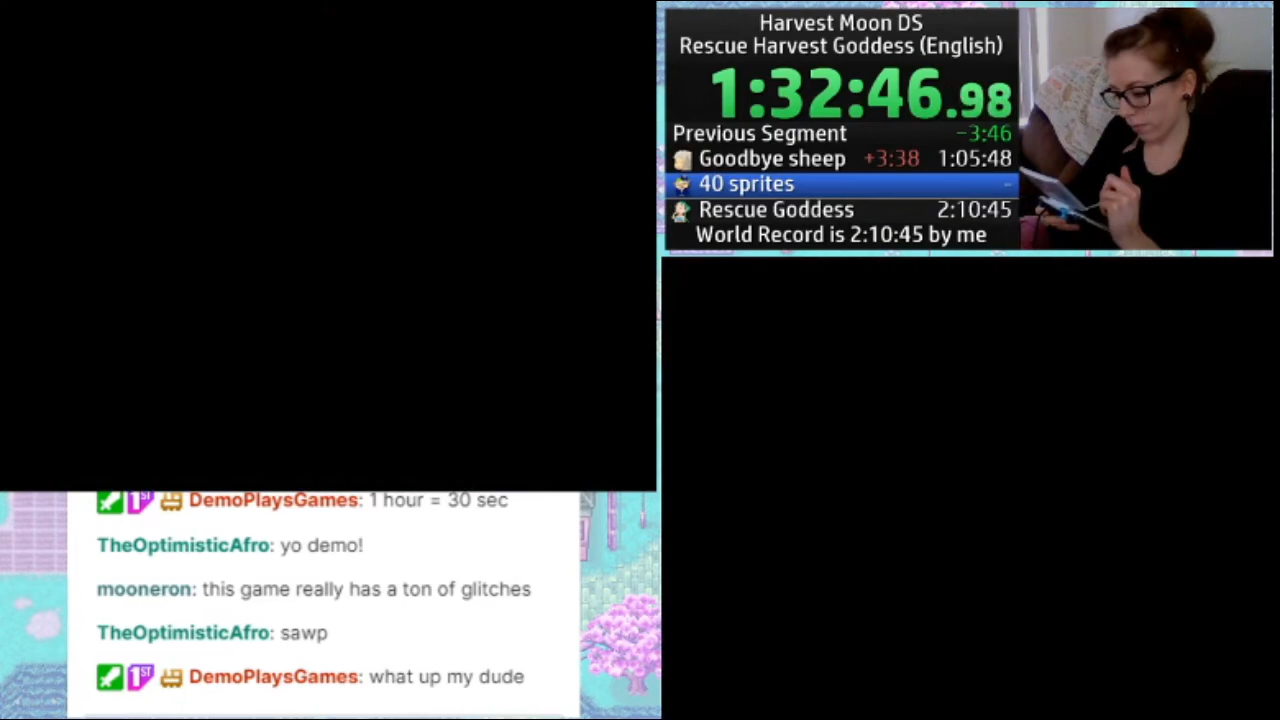 Harvest Moon DS
Rescue Harvest Goddess (English)
1:32:46.98
Previous Segment −3:46
Goodbye sheep +3:38 1:05:48
40 sprites –
Rescue Goddess 2:10:45
World Record is 2:10:45 by me
1ST DemoPlaysGames: 1 hour = 30 sec
TheOptimisticAfro: yo demo!
mooneron: this game really has a ton of glitches
TheOptimisticAfro: sawp
1ST DemoPlaysGames: what up my dude